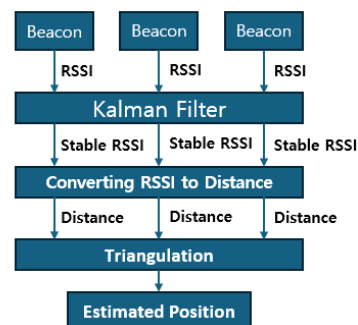 Beacon Beacon Beacon
RSSI RSSI RSSI
Kalman Filter
Stable RSSI Stable RSSI Stable RSSI
Converting RSSI to Distance
Distance Distance Distance
Triangulation
Estimated Position